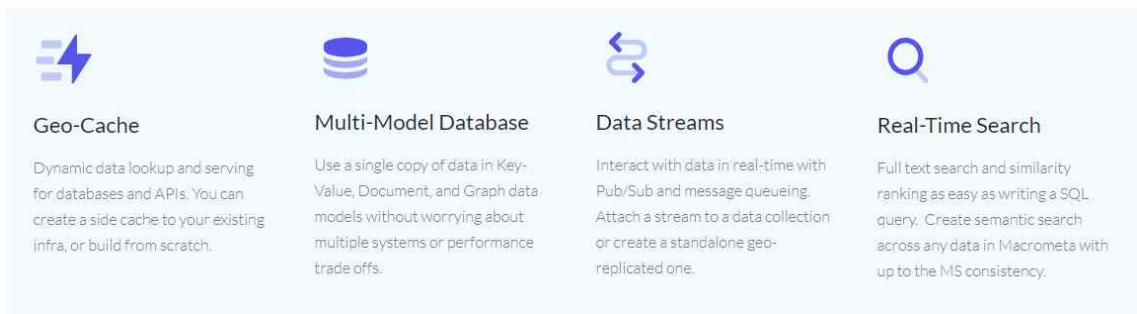 Geo-Cache
Dynamic data lookup and serving
for databases and APIs. You can
create a side cache to your existing
infra, or build from scratch.
Multi-Model Database
Use a single copy of data in Key-
Value, Document, and Graph data
models without worrying about
multiple systems or performance
trade offs.
Data Streams
Interact with data in real-time with
Pub/Sub and message queueing.
Attach a stream to a data collection
or create a standalone geo-
replicated one.
Real-Time Search
Full text search and similarity
ranking as easy as writing a SQL
query. Create semantic search
across any data in Macrometa with
up to the MS consistency.